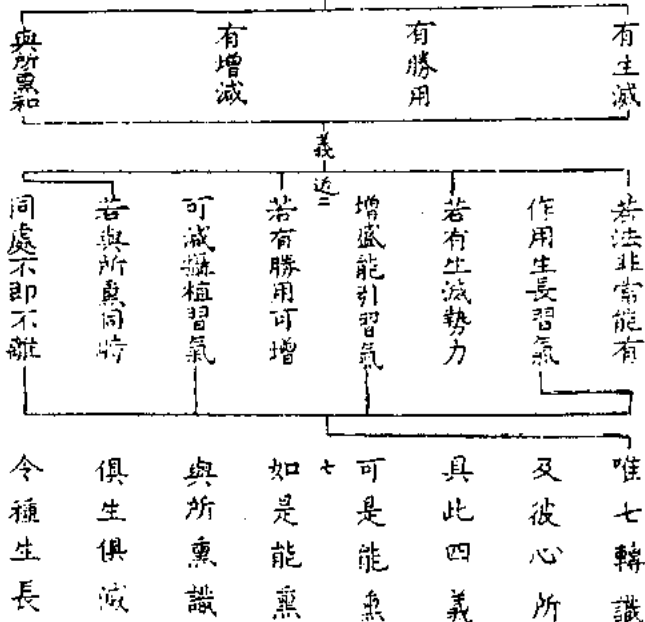 有生滅
有勝用
有增減
與所熏和
義
近二
若法非常能有
作用生長習氣
若有生滅勢力
增盛能引習氣
若有勝用可增
可減攝植習氣
若與所熏同時
同處不即不離
唯七轉識
及彼心所
具此四義
可是能熏
七
如是能熏
與所熏識
俱生俱滅
令種生長